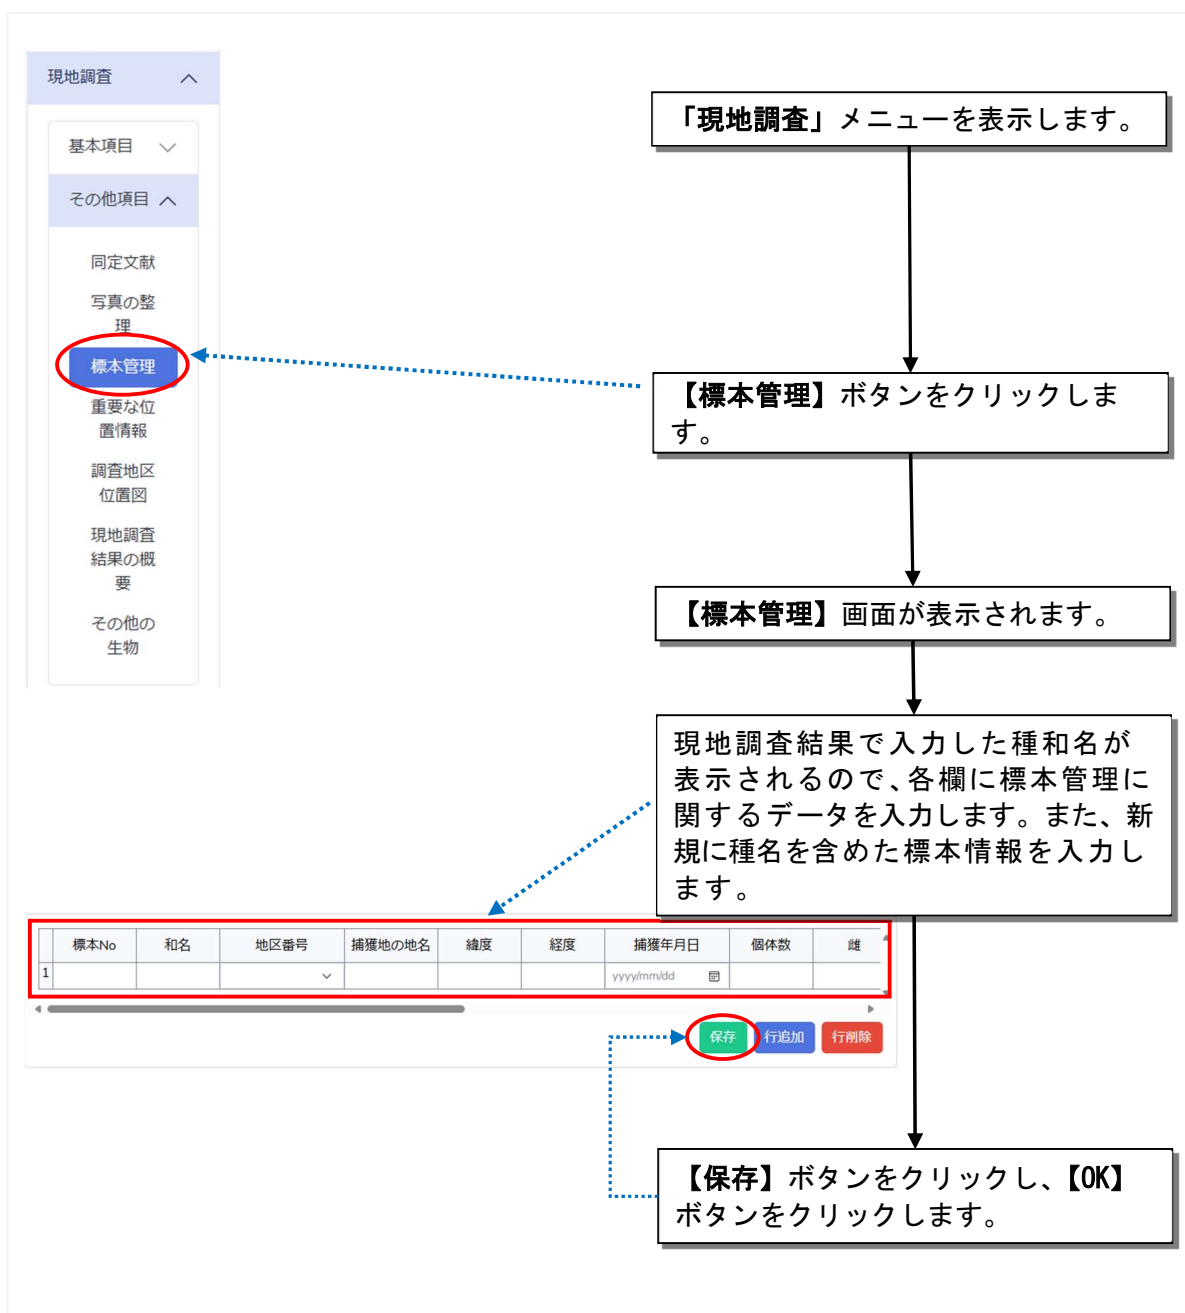 現地調査
基本項目
その他項目
同定文献
写真の整
理
標本管理
重要な位
置情報
調査地区
位置図
現地調査
結果の概
要
その他の
生物
「現地調査」メニューを表示します。
【標本管理】ボタンをクリックしま
す。
【標本管理】画面が表示されます。
現地調査結果で入力した種和名が
表示されるので、各欄に標本管理に
関するデータを入力します。また、新
規に種名を含めた標本情報を入力し
ます。
標本No 和名 地区番号 捕獲地の地名 緯度 経度 捕獲年月日 個体数 雌
1 yyyy/mm/dd
保存 行追加 行削除
【保存】ボタンをクリックし、【OK】
ボタンをクリックします。